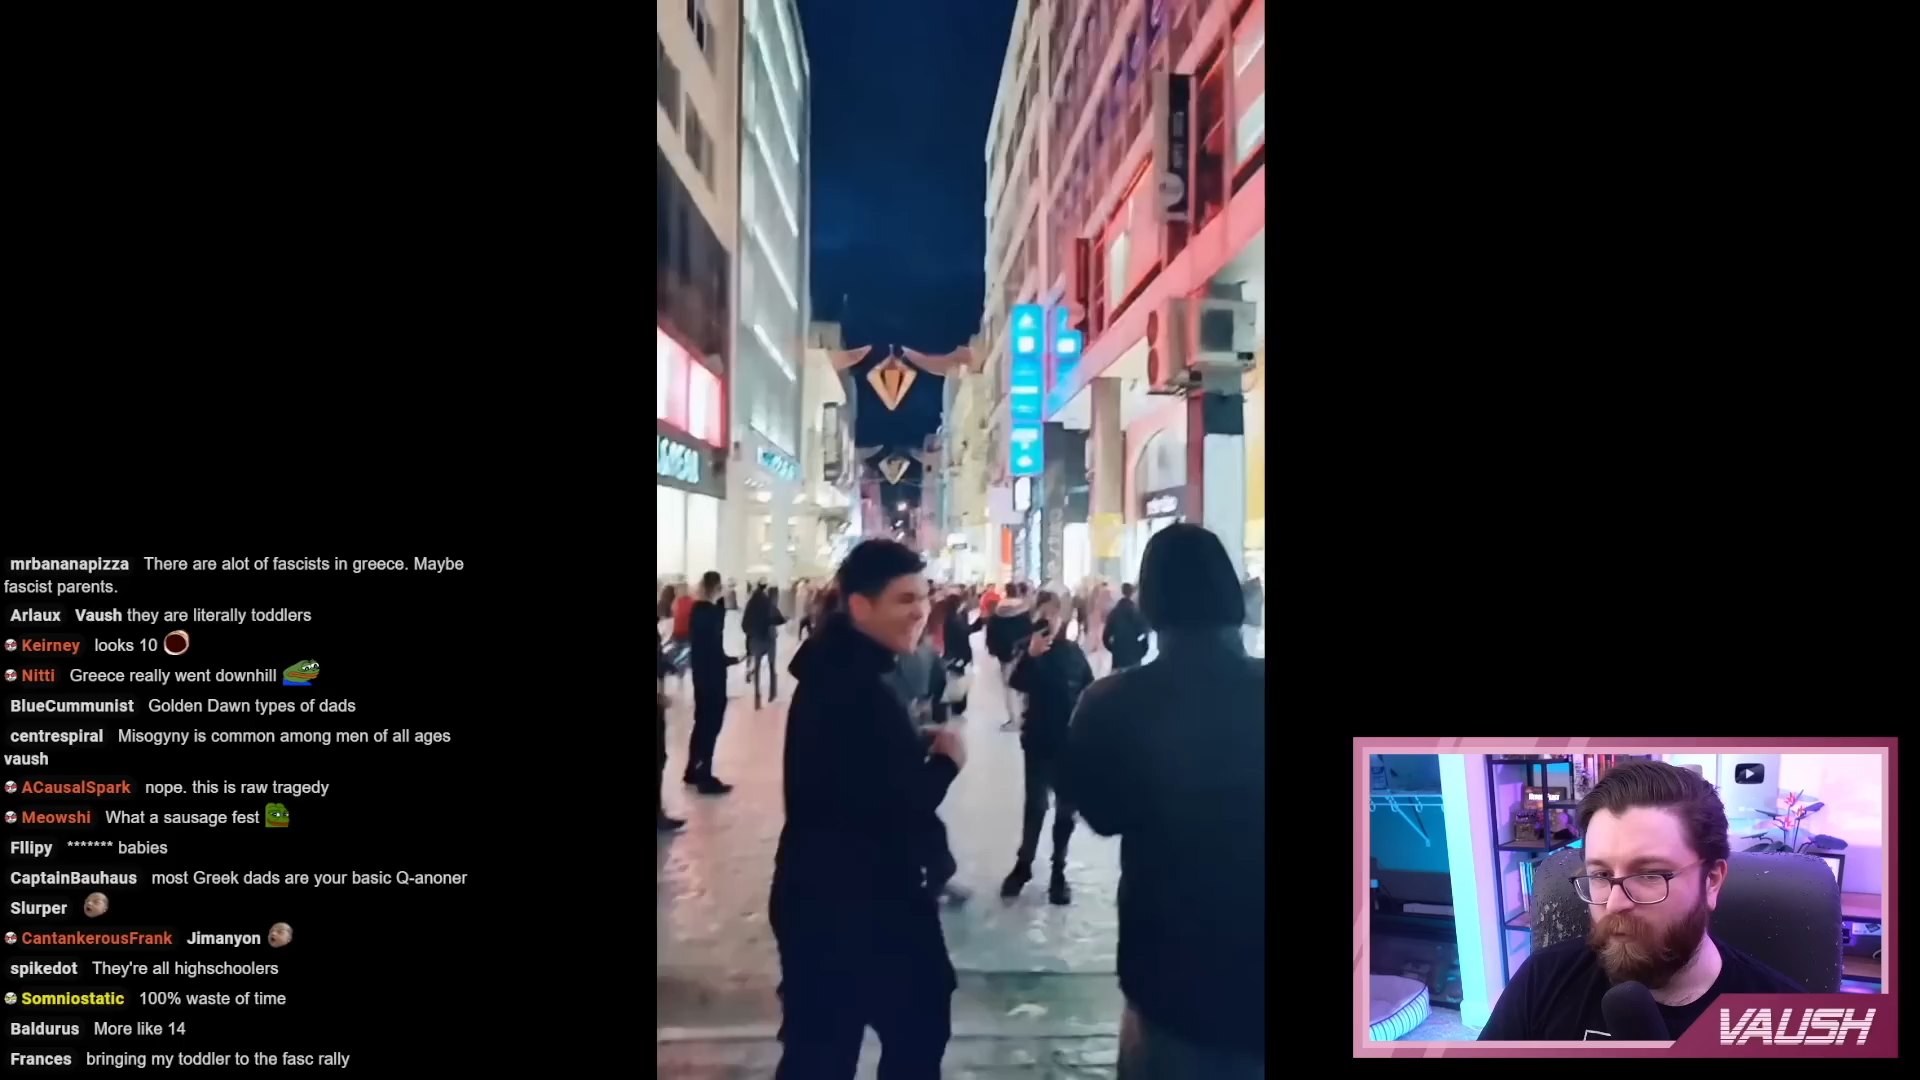 mrbananapizza There are alot of fascists in greece. Maybe
fascist parents.
Arlaux Vaush they are literally toddlers
Keirney looks 10
Nitti Greece really went downhill
BlueCummunist Golden Dawn types of dads
centrespiral Misogyny is common among men of all ages
vaush
ACausalSpark nope. this is raw tragedy
Meowshi What a sausage fest
Fllipy ******* babies
CaptainBauhaus most Greek dads are your basic Q-anoner
Slurper
CantankerousFrank Jimanyon
spikedot They're all highschoolers
Somniostatic 100% waste of time
Baldurus More like 14
Frances bringing my toddler to the fasc rally
VAUSH